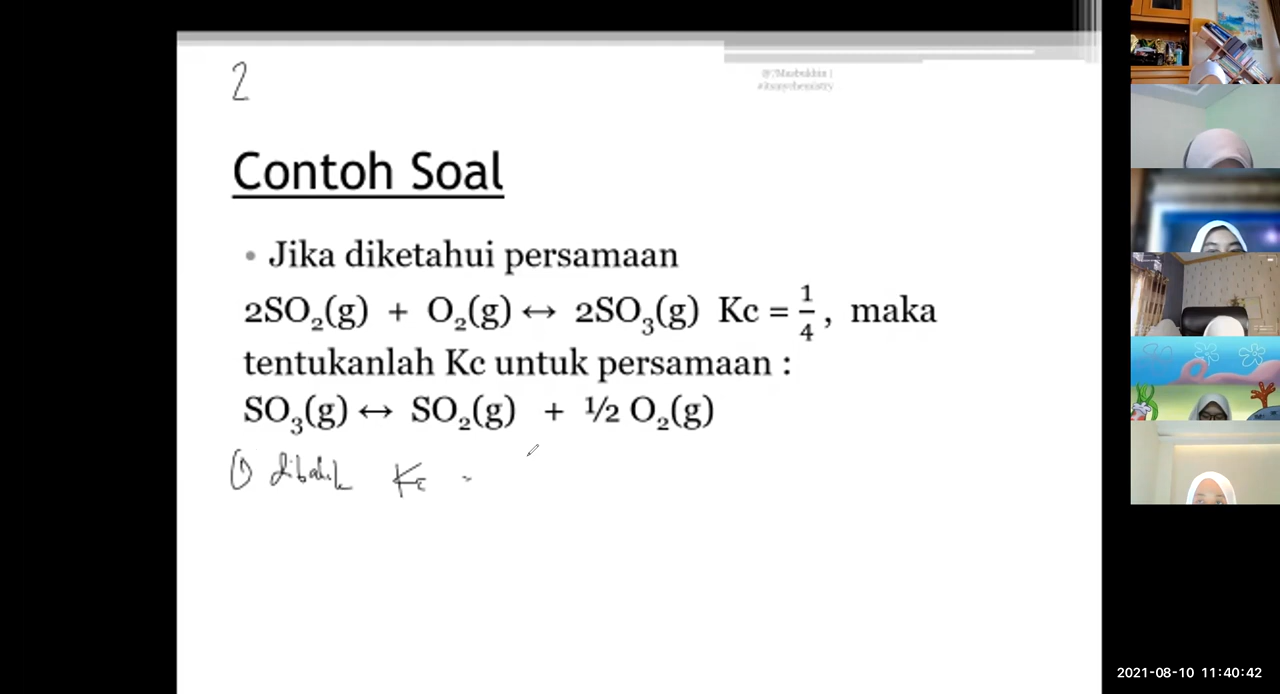 2
Contoh Soal
• Jika diketahui persamaan
2SO₂(g) + O₂(g) ↔ 2SO₃(g) Kc = 1/4, maka
tentukanlah Kc untuk persamaan :
SO₃(g) ↔ SO₂(g) + ½ O₂(g)
① dibalik Kc =
2021-08-10 11:40:42